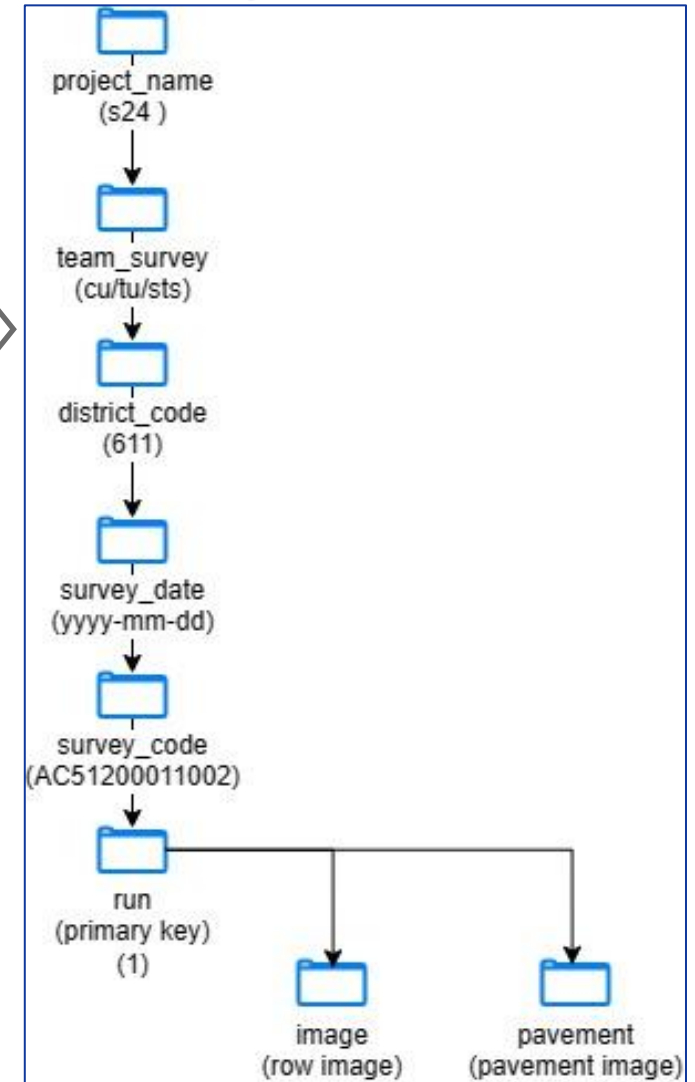 project_name
(s24 )
team_survey
(cu/tu/sts)
district_code
(611)
survey_date
(yyyy-mm-dd)
survey_code
(AC51200011002)
run
(primary key)
(1)
image
(row image)
pavement
(pavement image)